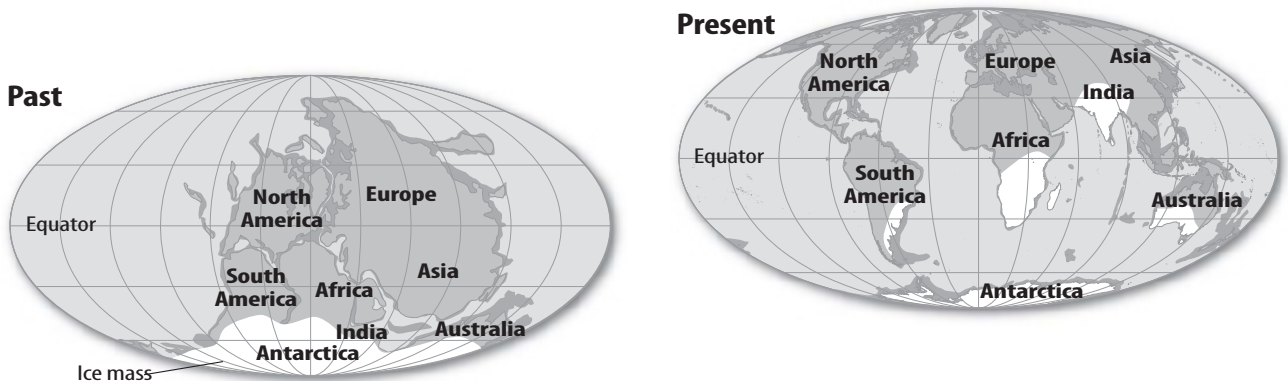 Past
Equator
North
America
Europe
Asia
South
America
Africa
India
Australia
Antarctica
Ice mass
Present
North
America
Europe
Asia
India
Africa
Equator
South
America
Australia
Antarctica